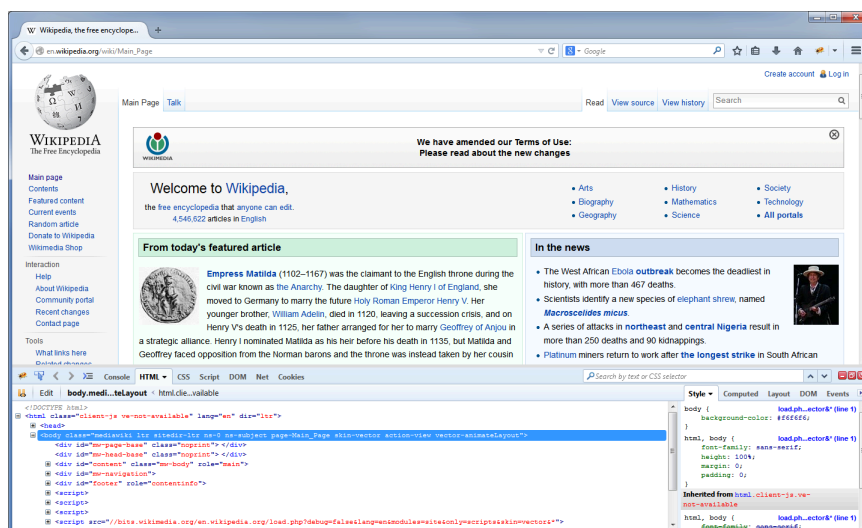 Wikipedia, the free encyclope...
en.wikipedia.org/wiki/Main_Page
Google
Create account Log in
Main Page Talk
Read View source View history Search
WIKIPEDIA
The Free Encyclopedia
WIKIMEDIA
We have amended our Terms of Use:
Please read about the new changes
Main page
Contents
Featured content
Current events
Random article
Donate to Wikipedia
Wikimedia Shop
Interaction
Help
About Wikipedia
Community portal
Recent changes
Contact page
Tools
What links here
Related changes
Welcome to Wikipedia,
the free encyclopedia that anyone can edit.
4,546,622 articles in English
• Arts
• Biography
• Geography
• History
• Mathematics
• Science
• Society
• Technology
• All portals
From today's featured article
Empress Matilda (1102–1167) was the claimant to the English throne during the
civil war known as the Anarchy. The daughter of King Henry I of England, she
moved to Germany to marry the future Holy Roman Emperor Henry V. Her
younger brother, William Adelin, died in 1120, leaving a succession crisis, and on
Henry V's death in 1125, her father arranged for her to marry Geoffrey of Anjou in
a strategic alliance. Henry I nominated Matilda as his heir before his death in 1135, but Matilda and
Geoffrey faced opposition from the Norman barons and the throne was instead taken by her cousin
In the news
• The West African Ebola outbreak becomes the deadliest in
history, with more than 467 deaths.
• Scientists identify a new species of elephant shrew, named
Macroscelides micus.
• A series of attacks in northeast and central Nigeria result in
more than 250 deaths and 90 kidnappings.
• Platinum miners return to work after the longest strike in South African
Console HTML CSS Script DOM Net Cookies
Search by text or CSS selector
Edit body.medi...teLayout < html.clie...vailable
Style Computed Layout DOM Events
<!DOCTYPE html>
<html class="client-js ve-not-available" lang="en" dir="ltr">
<head>
<body class="mediawiki ltr sitedir-ltr ns-0 ns-subject page-Main_Page skin-vector action-view vector-animateLayout">
<div id="mw-page-base" class="noprint"> </div>
<div id="mw-head-base" class="noprint"> </div>
<div id="content" class="mw-body" role="main">
<div id="mw-navigation">
<div id="footer" role="contentinfo">
<script>
<script>
<script>
<script src="//bits.wikimedia.org/en.wikipedia.org/load.php?debug=false&lang=en&modules=site&only=scripts&skin=vector&*">
body { load.ph...ector&* (line 1)
background-color: #f6f6f6;
}
html, body { load.ph...ector&* (line 1)
font-family: sans-serif;
height: 100%;
margin: 0;
padding: 0;
}
Inherited from html.client-js.ve-
not-available
html, body { load.ph...ector&* (line 1)
font-family: sans-serif;